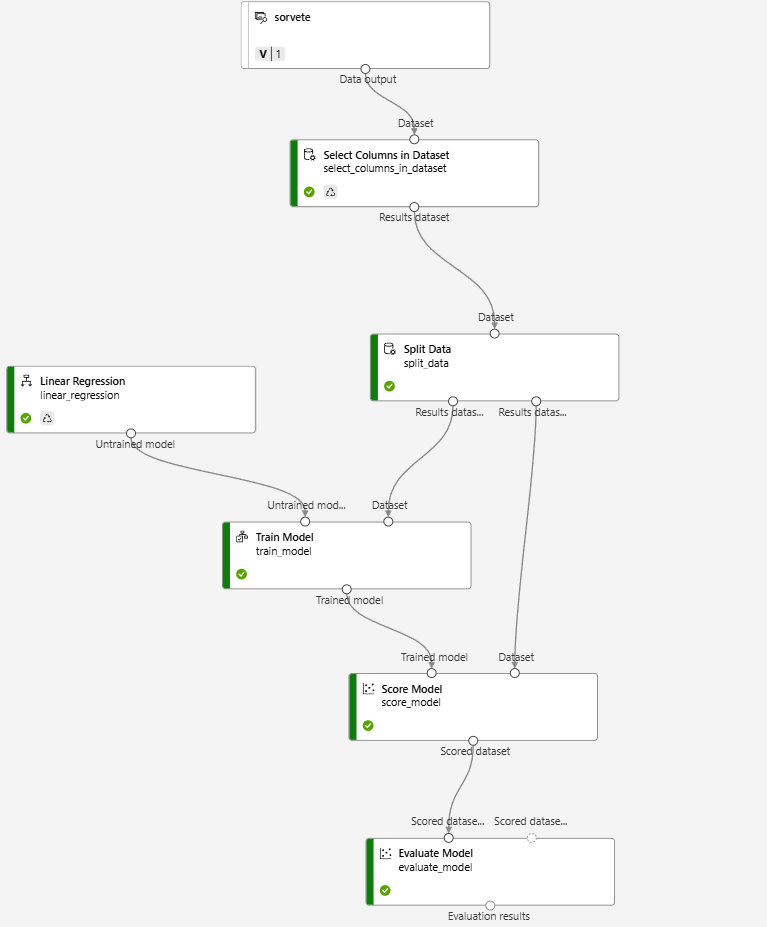 sorvete
V | 1
Data output
Dataset
Select Columns in Dataset
select_columns_in_dataset
Results dataset
Dataset
Split Data
split_data
Results datas... Results datas...
Linear Regression
linear_regression
Untrained model
Untrained mod... Dataset
Train Model
train_model
Trained model
Trained model Dataset
Score Model
score_model
Scored dataset
Scored datase... Scored datase...
Evaluate Model
evaluate_model
Evaluation results